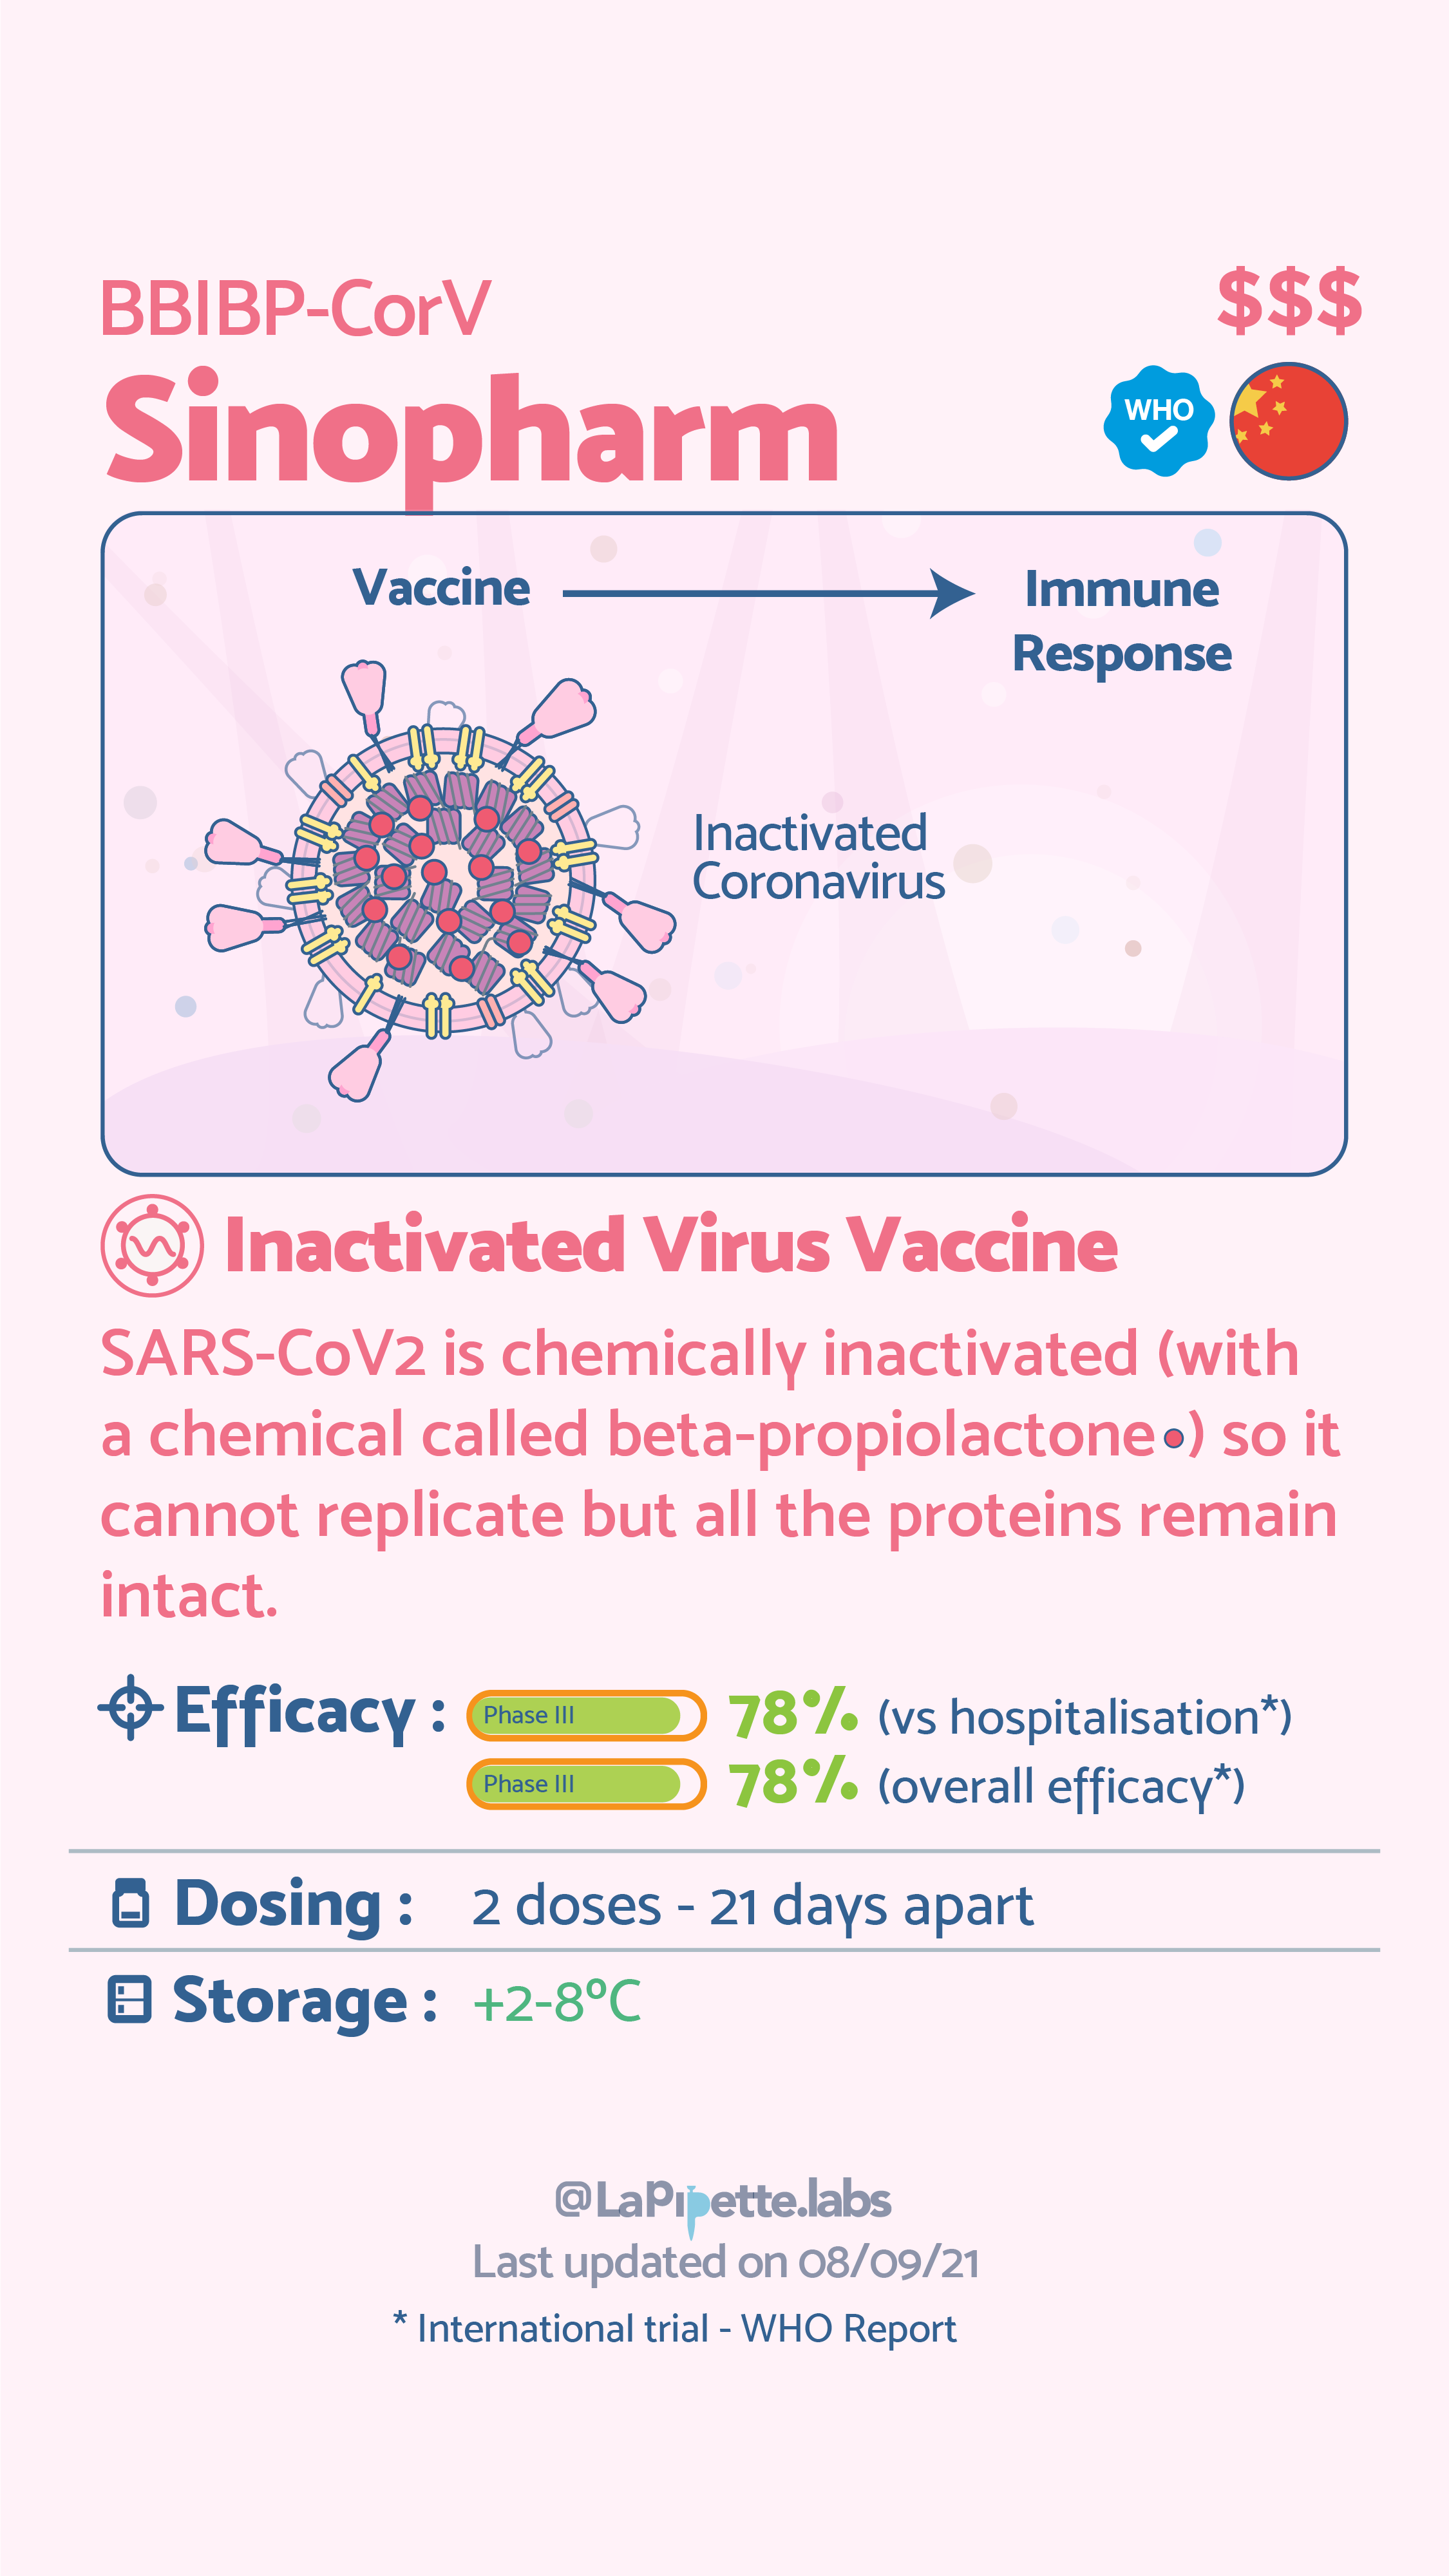 BBIBP-CorV
$$$
Sinopharm
WHO
Vaccine
Immune
Response
Inactivated
Coronavirus
Inactivated Virus Vaccine
SARS-CoV2 is chemically inactivated (with
a chemical called beta-propiolactone ) so it
cannot replicate but all the proteins remain
intact.
Efficacy : Phase III 78% (vs hospitalisation*)
Phase III 78% (overall efficacy*)
Dosing : 2 doses - 21 days apart
Storage : +2-8°C
@LaPipette.labs
Last updated on 08/09/21
* International trial - WHO Report